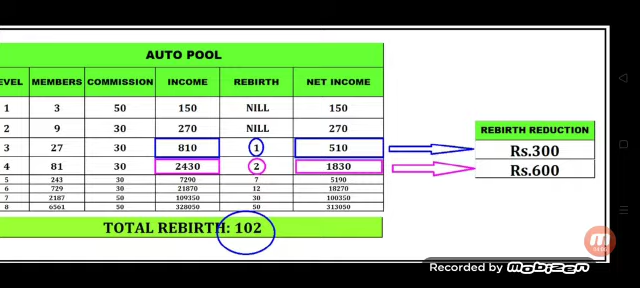 AUTO POOL
EVEL MEMBERS COMMISSION INCOME REBIRTH NET INCOME
1 3 50 150 NILL 150
2 9 30 270 NILL 270
REBIRTH REDUCTION
3 27 30 810 1 510
Rs.300
4 81 30 2430 2 1830
Rs.600
5 243 30 7290 7 5190
6 729 30 21870 12 18270
7 2187 50 109350 30 100350
8 6561 50 328050 50 313050
TOTAL REBIRTH: 102
Recorded by MOBIZEN